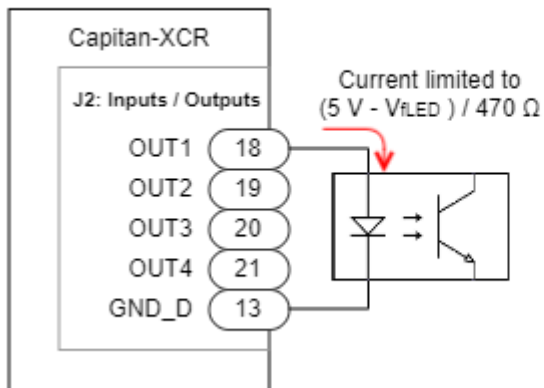 Capitan-XCR
J2: Inputs / Outputs
Current limited to
(5 V - VfLED ) / 470 Ω
OUT1 18
OUT2 19
OUT3 20
OUT4 21
GND_D 13